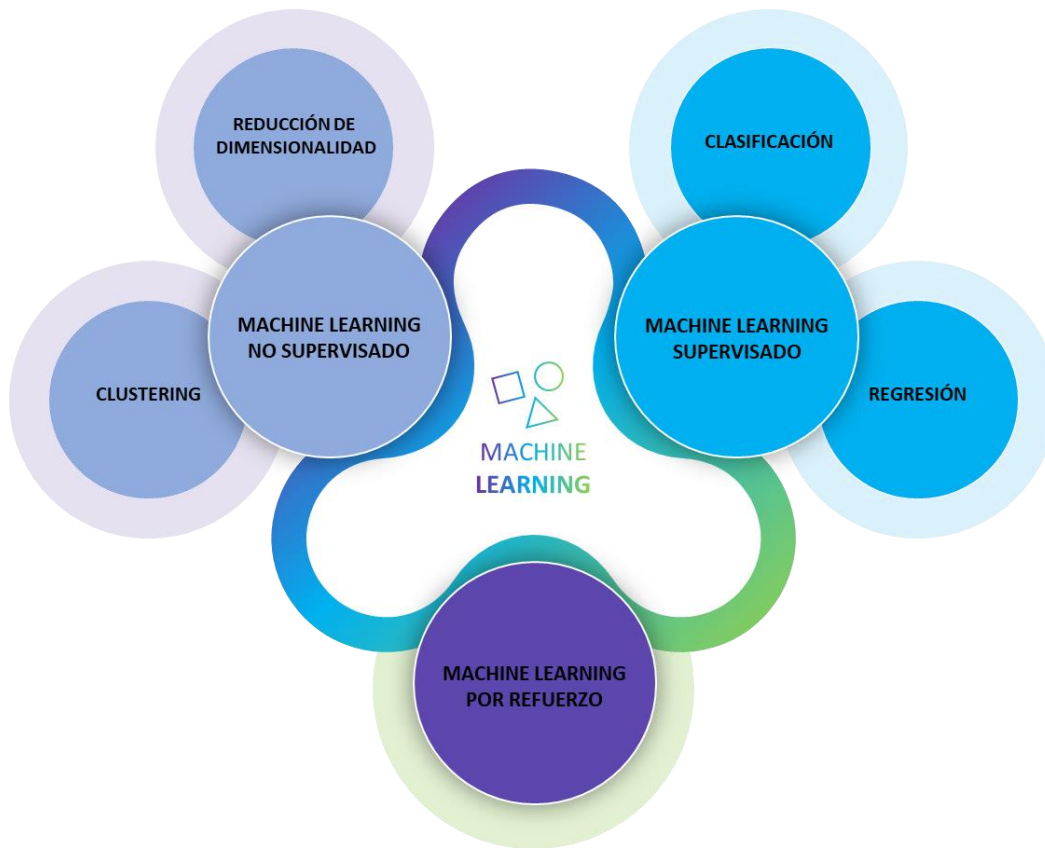 REDUCCIÓN DE
DIMENSIONALIDAD
CLASIFICACIÓN
MACHINE LEARNING
NO SUPERVISADO
MACHINE LEARNING
SUPERVISADO
CLUSTERING
REGRESIÓN
MACHINE
LEARNING
MACHINE LEARNING
POR REFUERZO